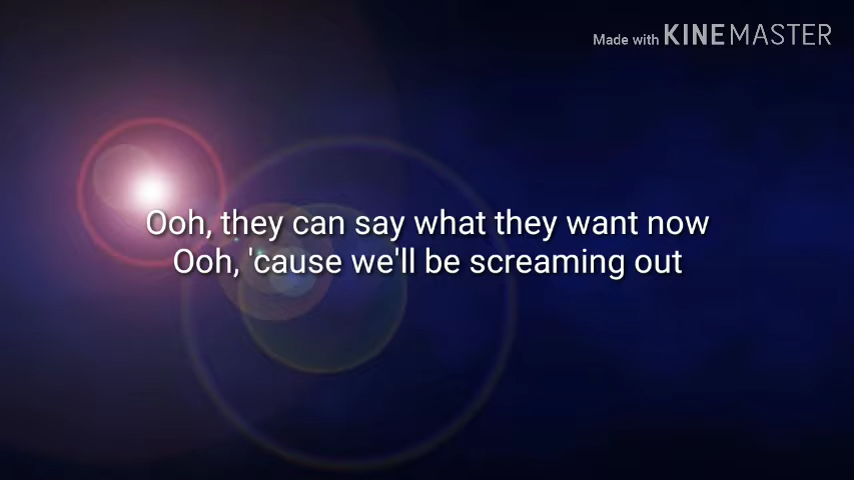 Made with KINEMASTER
Ooh, they can say what they want now
Ooh, 'cause we'll be screaming out